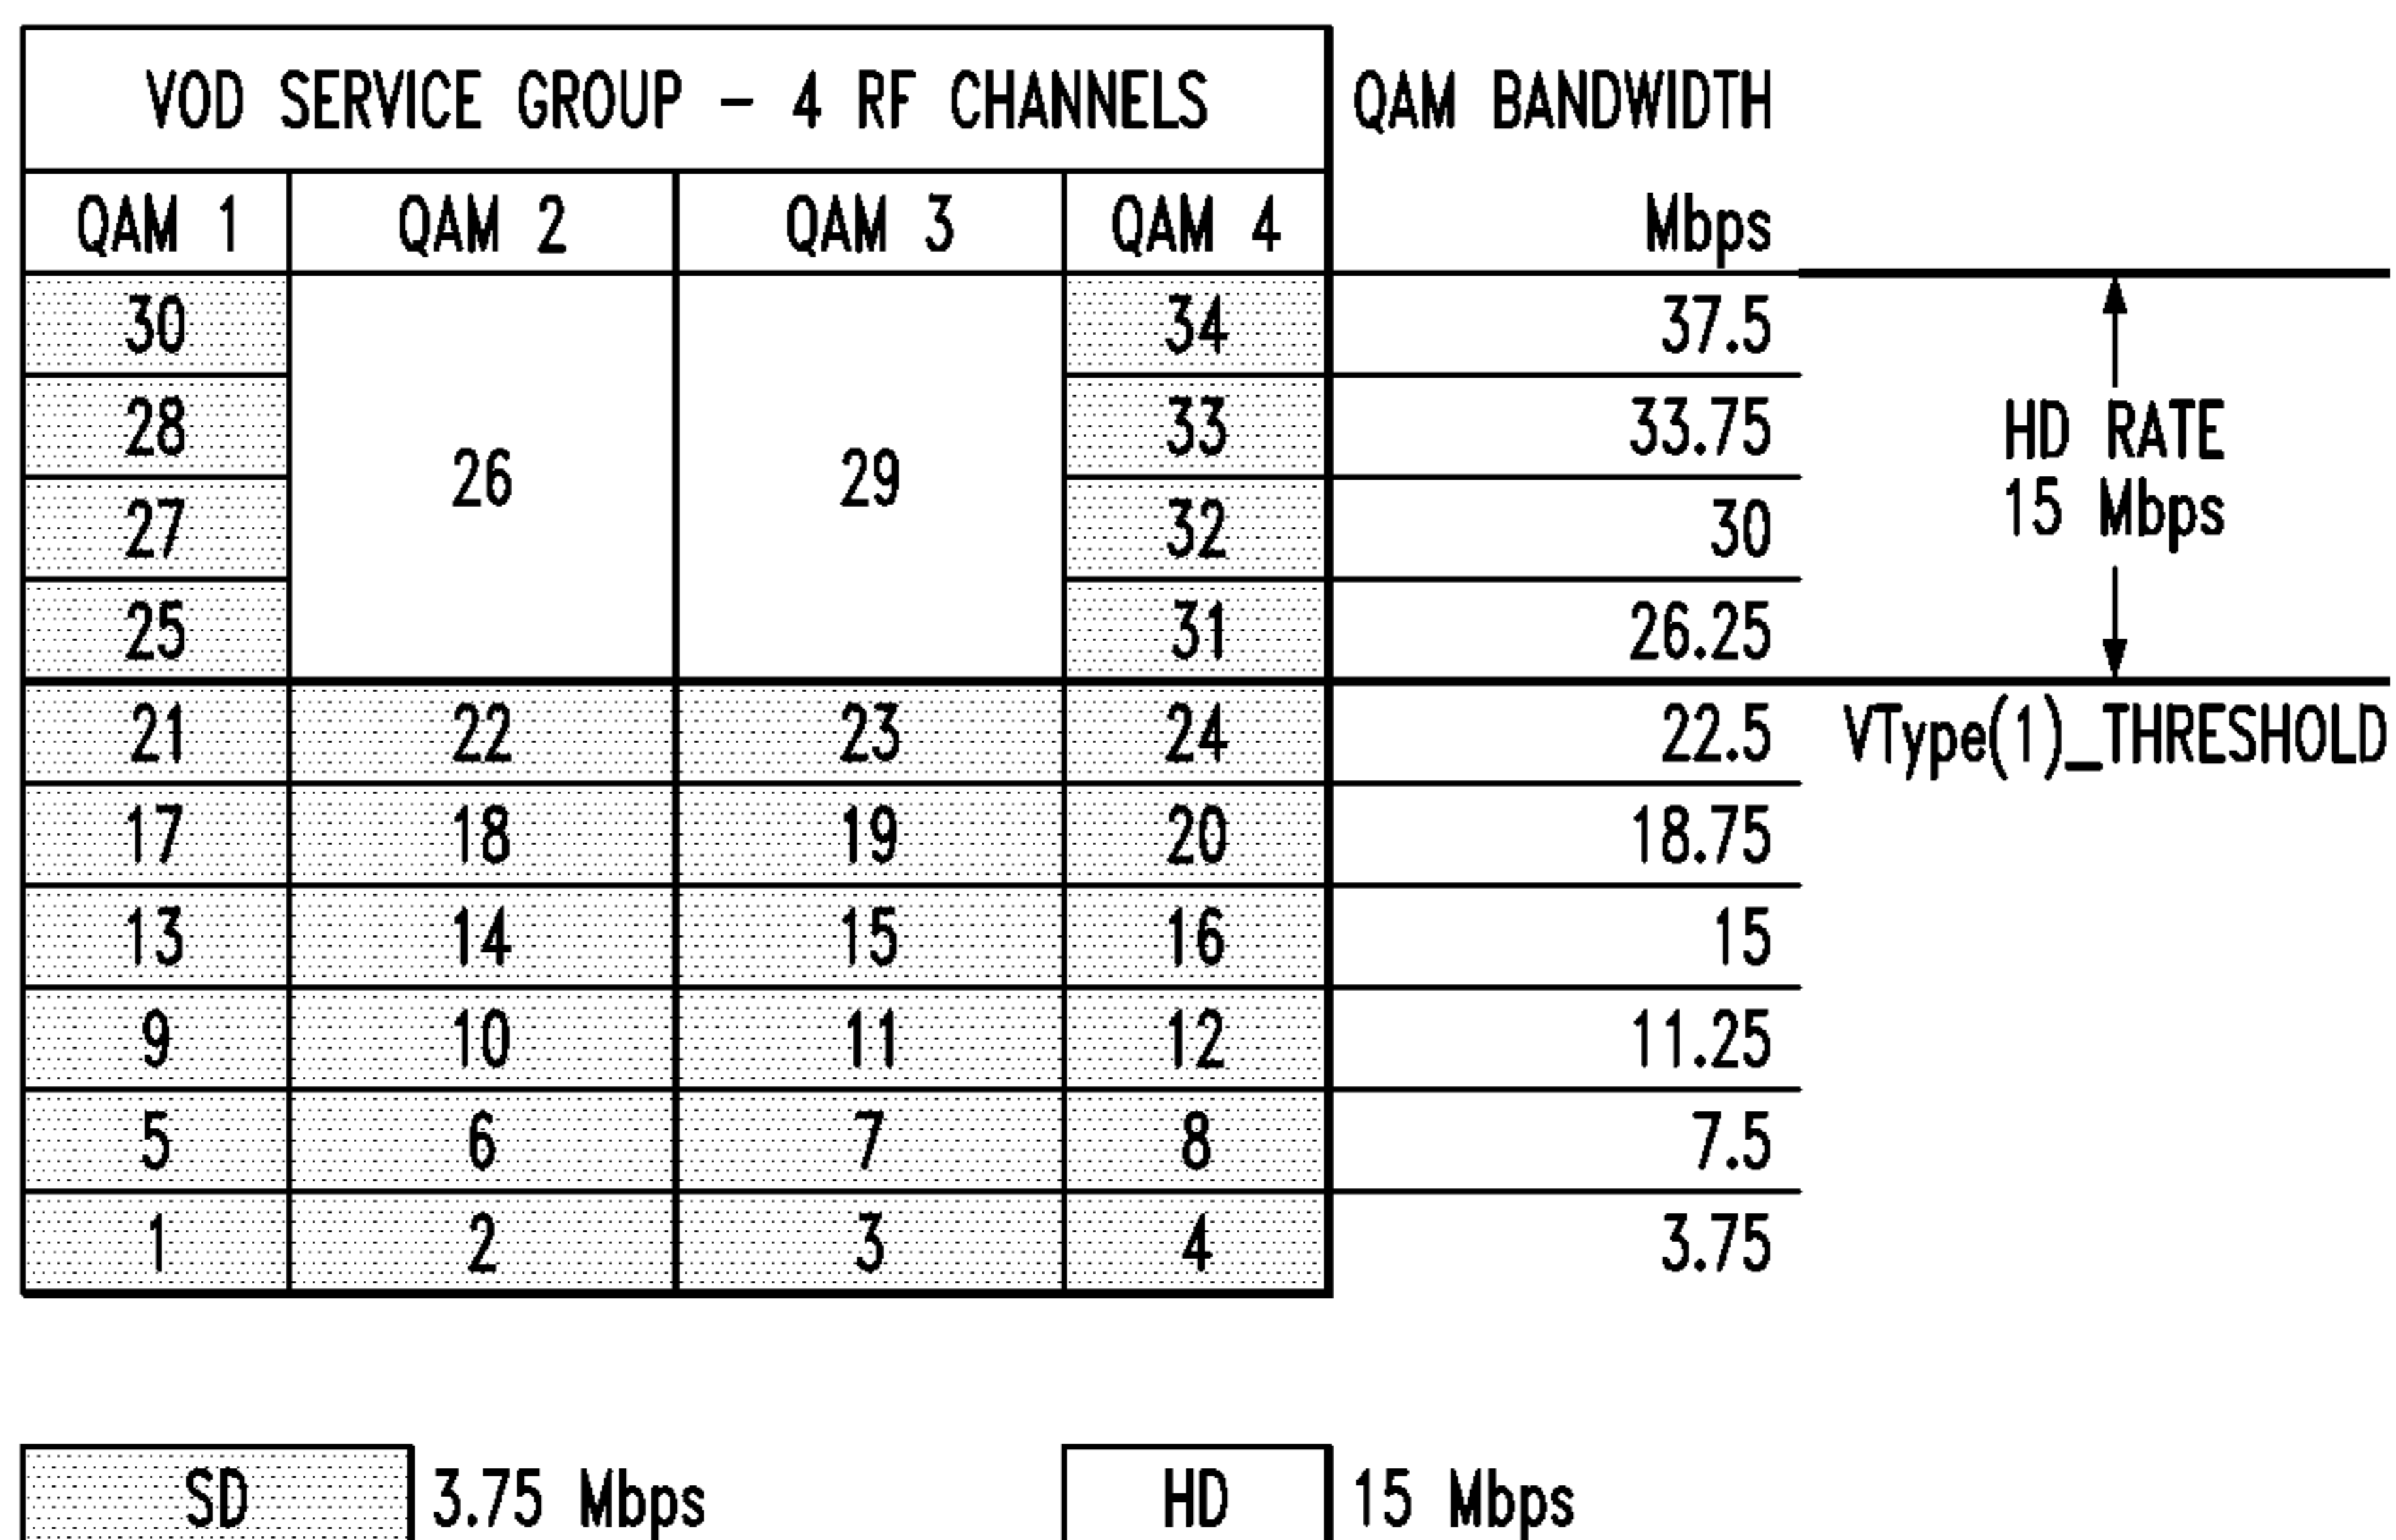 VOD SERVICE GROUP – 4 RF CHANNELS QAM BANDWIDTH
QAM 1 QAM 2 QAM 3 QAM 4 Mbps
30 34 37.5
28 33 33.75 HD RATE
26 29
27 32 30 15 Mbps
25 31 26.25
21 22 23 24 22.5 VType(1)_THRESHOLD
17 18 19 20 18.75
13 14 15 16 15
9 10 11 12 11.25
5 6 7 8 7.5
1 2 3 4 3.75
SD 3.75 Mbps HD 15 Mbps